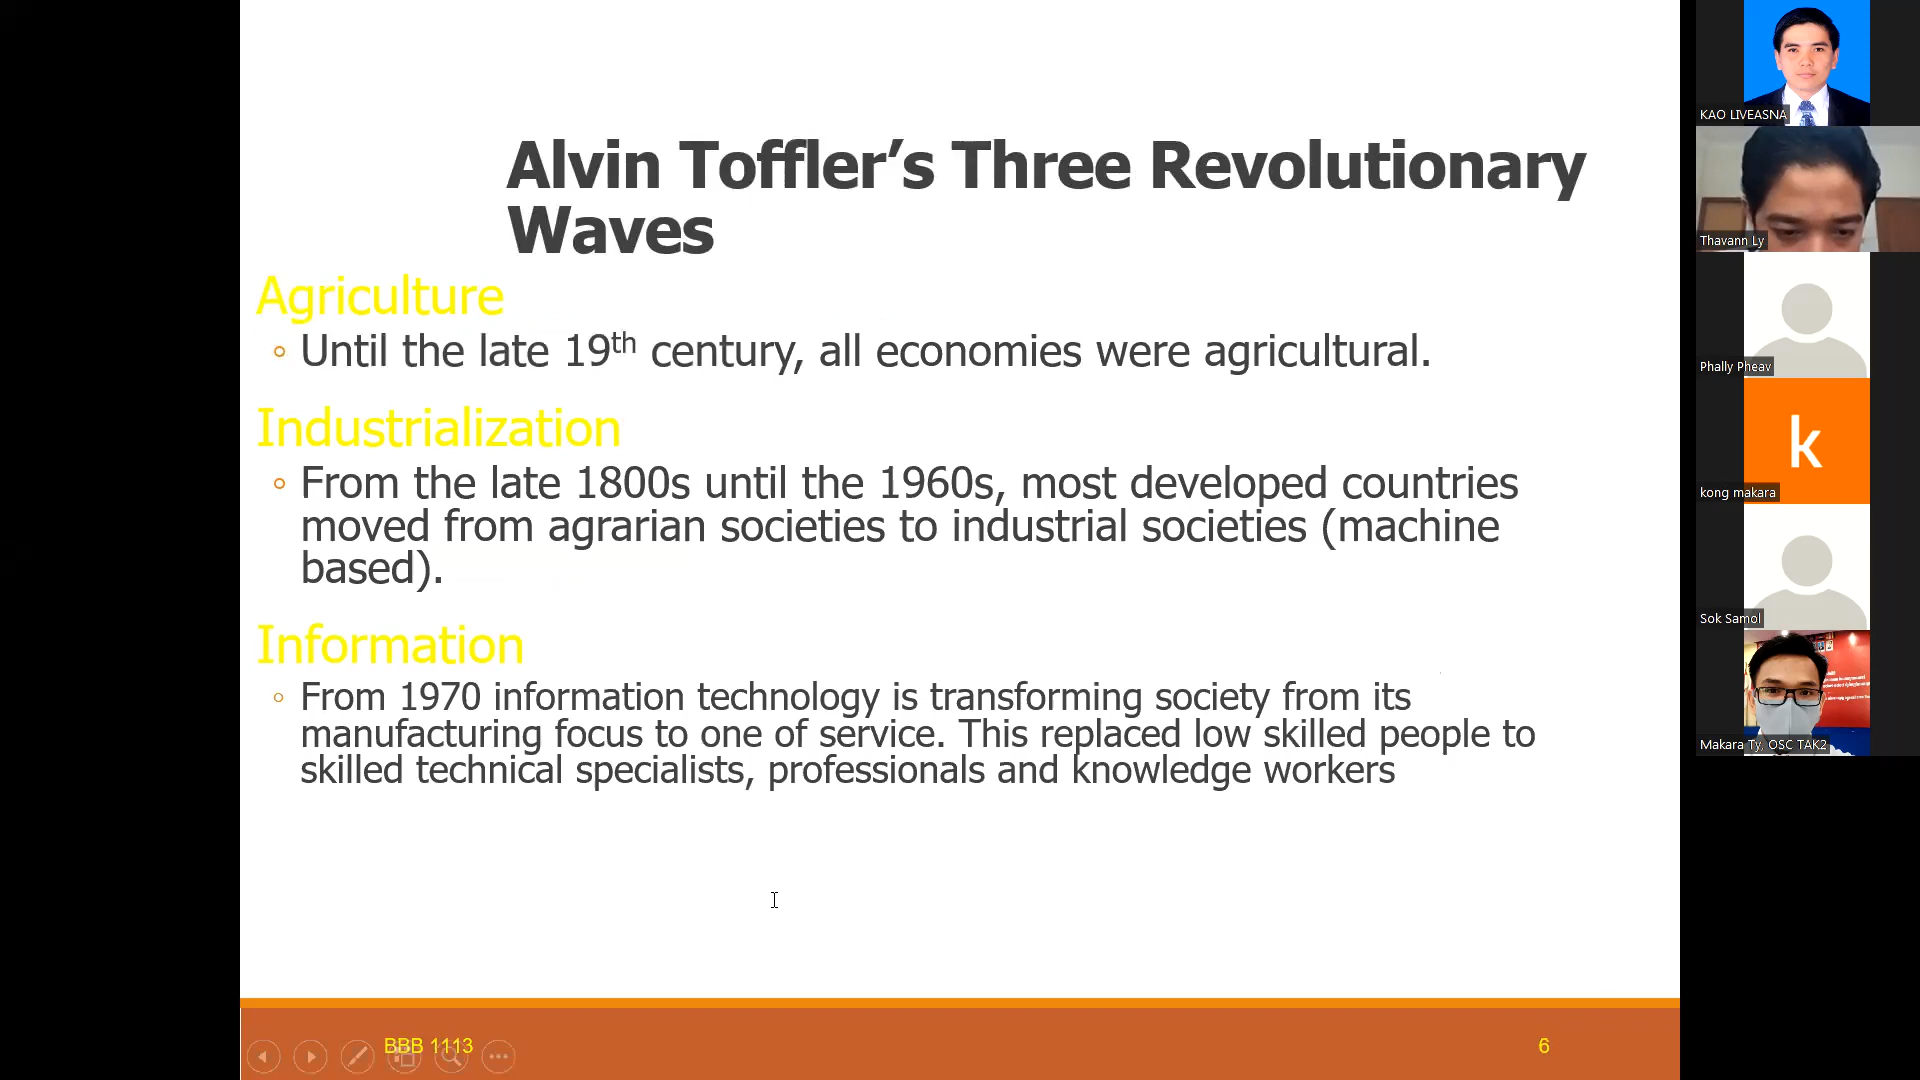 Alvin Toffler’s Three Revolutionary
Waves
Agriculture
◦ Until the late 19th century, all economies were agricultural.
Industrialization
◦ From the late 1800s until the 1960s, most developed countries
moved from agrarian societies to industrial societies (machine
based).
Information
◦ From 1970 information technology is transforming society from its
manufacturing focus to one of service. This replaced low skilled people to
skilled technical specialists, professionals and knowledge workers
BBB 1113
6
KAO LIVEASNA
Thavann Ly
Phally Pheav
k
kong makara
Sok Samol
Makara Ty, OSC TAK2